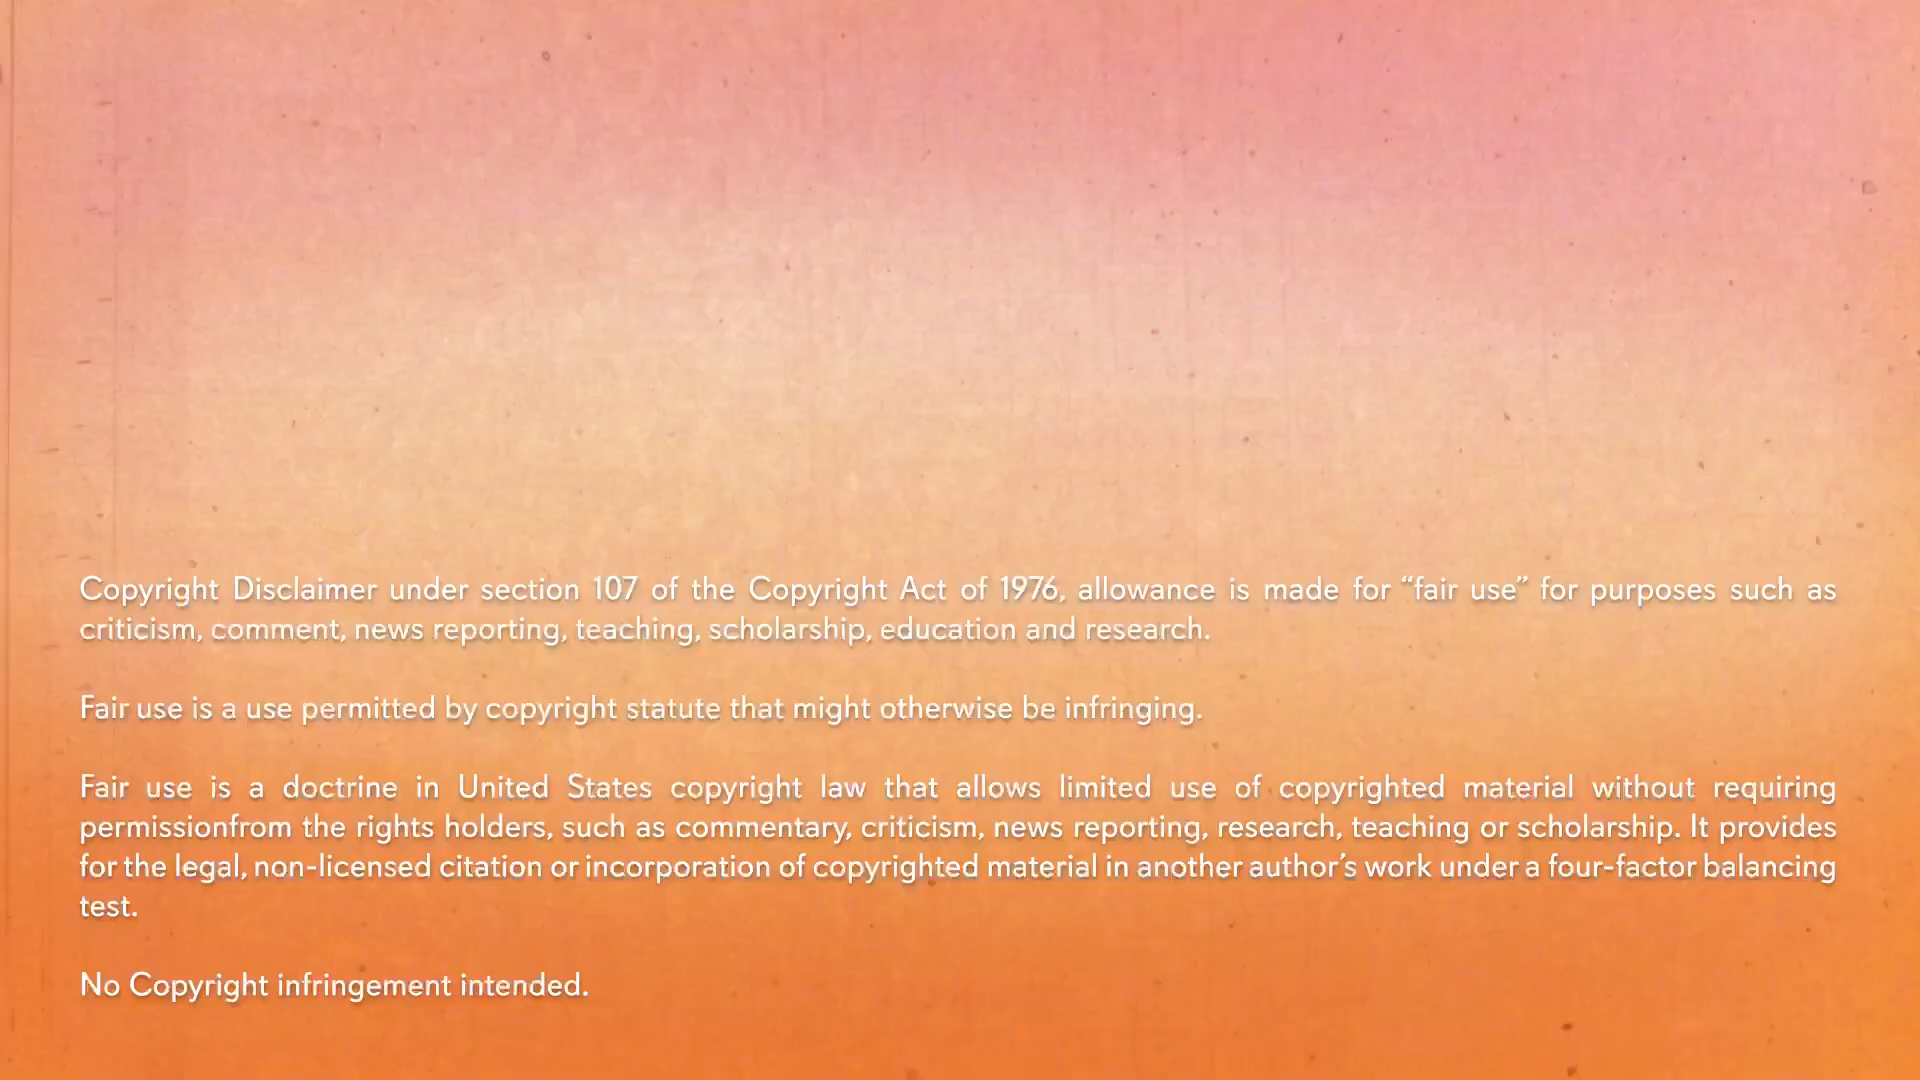 Copyright Disclaimer under section 107 of the Copyright Act of 1976, allowance is made for “fair use” for purposes such as
criticism, comment, news reporting, teaching, scholarship, education and research.
Fair use is a use permitted by copyright statute that might otherwise be infringing.
Fair use is a doctrine in United States copyright law that allows limited use of copyrighted material without requiring
permissionfrom the rights holders, such as commentary, criticism, news reporting, research, teaching or scholarship. It provides
for the legal, non-licensed citation or incorporation of copyrighted material in another author’s work under a four-factor balancing
test.
No Copyright infringement intended.